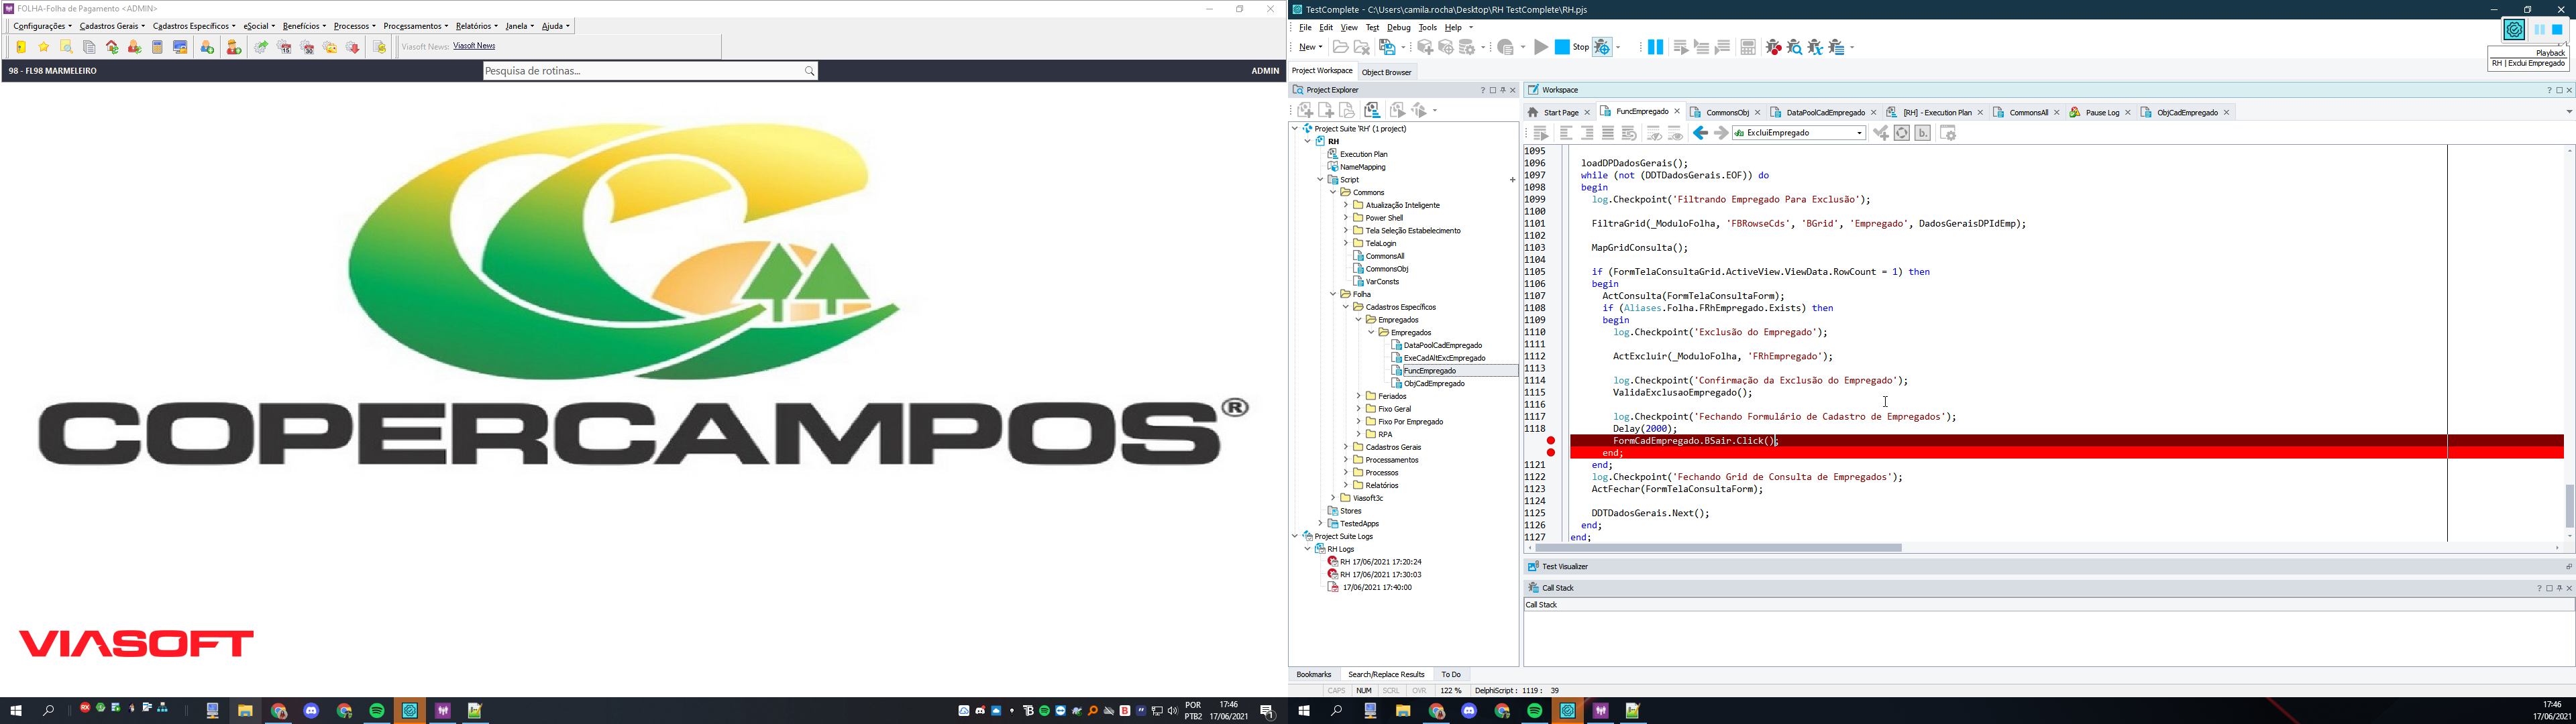 FOLHA-Folha de Pagamento <ADMIN>
Configurações Cadastros Gerais Cadastros Específicos eSocial Benefícios Processos Processamentos Relatórios Janela Ajuda
Viasoft News: Viasoft News
98 - FL98 MARMELEIRO
Pesquisa de rotinas...
ADMIN
COPERCAMPOS®
VIASOFT
TestComplete - C:\Users\camila.rocha\Desktop\RH TestComplete\RH.pjs
File Edit View Test Debug Tools Help
New
Stop
Playback
RH | Exclui Empregado
Project Workspace Object Browser
Project Explorer
Project Suite 'RH' (1 project)
RH
Execution Plan
NameMapping
Script
Commons
Atualização Inteligente
Power Shell
Tela Seleção Estabelecimento
TelaLogin
CommonsAll
CommonsObj
VarConsts
Folha
Cadastros Específicos
Empregados
Empregados
DataPoolCadEmpregado
ExeCadAltExcEmpregado
FuncEmpregado
ObjCadEmpregado
Feriados
Fixo Geral
Fixo Por Empregado
RPA
Cadastros Gerais
Processamentos
Processos
Relatórios
Viasoft3c
Stores
TestedApps
Project Suite Logs
RH Logs
RH 17/06/2021 17:20:24
RH 17/06/2021 17:30:03
17/06/2021 17:40:00
Bookmarks Search/Replace Results To Do
Workspace
Start Page FuncEmpregado CommonsObj DataPoolCadEmpregado [RH] - Execution Plan CommonsAll Pause Log ObjCadEmpregado
ExcluiEmpregado
1095
1096 loadDPDadosGerais();
1097 while (not (DDTDadosGerais.EOF)) do
1098 begin
1099 log.Checkpoint('Filtrando Empregado Para Exclusão');
1100
1101 FiltraGrid(_ModuloFolha, 'FBRowseCds', 'BGrid', 'Empregado', DadosGeraisDPIdEmp);
1102
1103 MapGridConsulta();
1104
1105 if (FormTelaConsultaGrid.ActiveView.ViewData.RowCount = 1) then
1106 begin
1107 ActConsulta(FormTelaConsultaForm);
1108 if (Aliases.Folha.FRhEmpregado.Exists) then
1109 begin
1110 log.Checkpoint('Exclusão do Empregado');
1111
1112 ActExcluir(_ModuloFolha, 'FRhEmpregado');
1113
1114 log.Checkpoint('Confirmação da Exclusão do Empregado');
1115 ValidaExclusaoEmpregado();
1116
1117 log.Checkpoint('Fechando Formulário de Cadastro de Empregados');
1118 Delay(2000);
FormCadEmpregado.BSair.Click();
end;
1121 end;
1122 log.Checkpoint('Fechando Grid de Consulta de Empregados');
1123 ActFechar(FormTelaConsultaForm);
1124
1125 DDTDadosGerais.Next();
1126 end;
1127 end;
Test Visualizer
Call Stack
Call Stack
CAPS NUM SCRL OVR 122 % DelphiScript : 1119 : 39
POR
PTB2
17:46
17/06/2021
1
17:46
17/06/2021